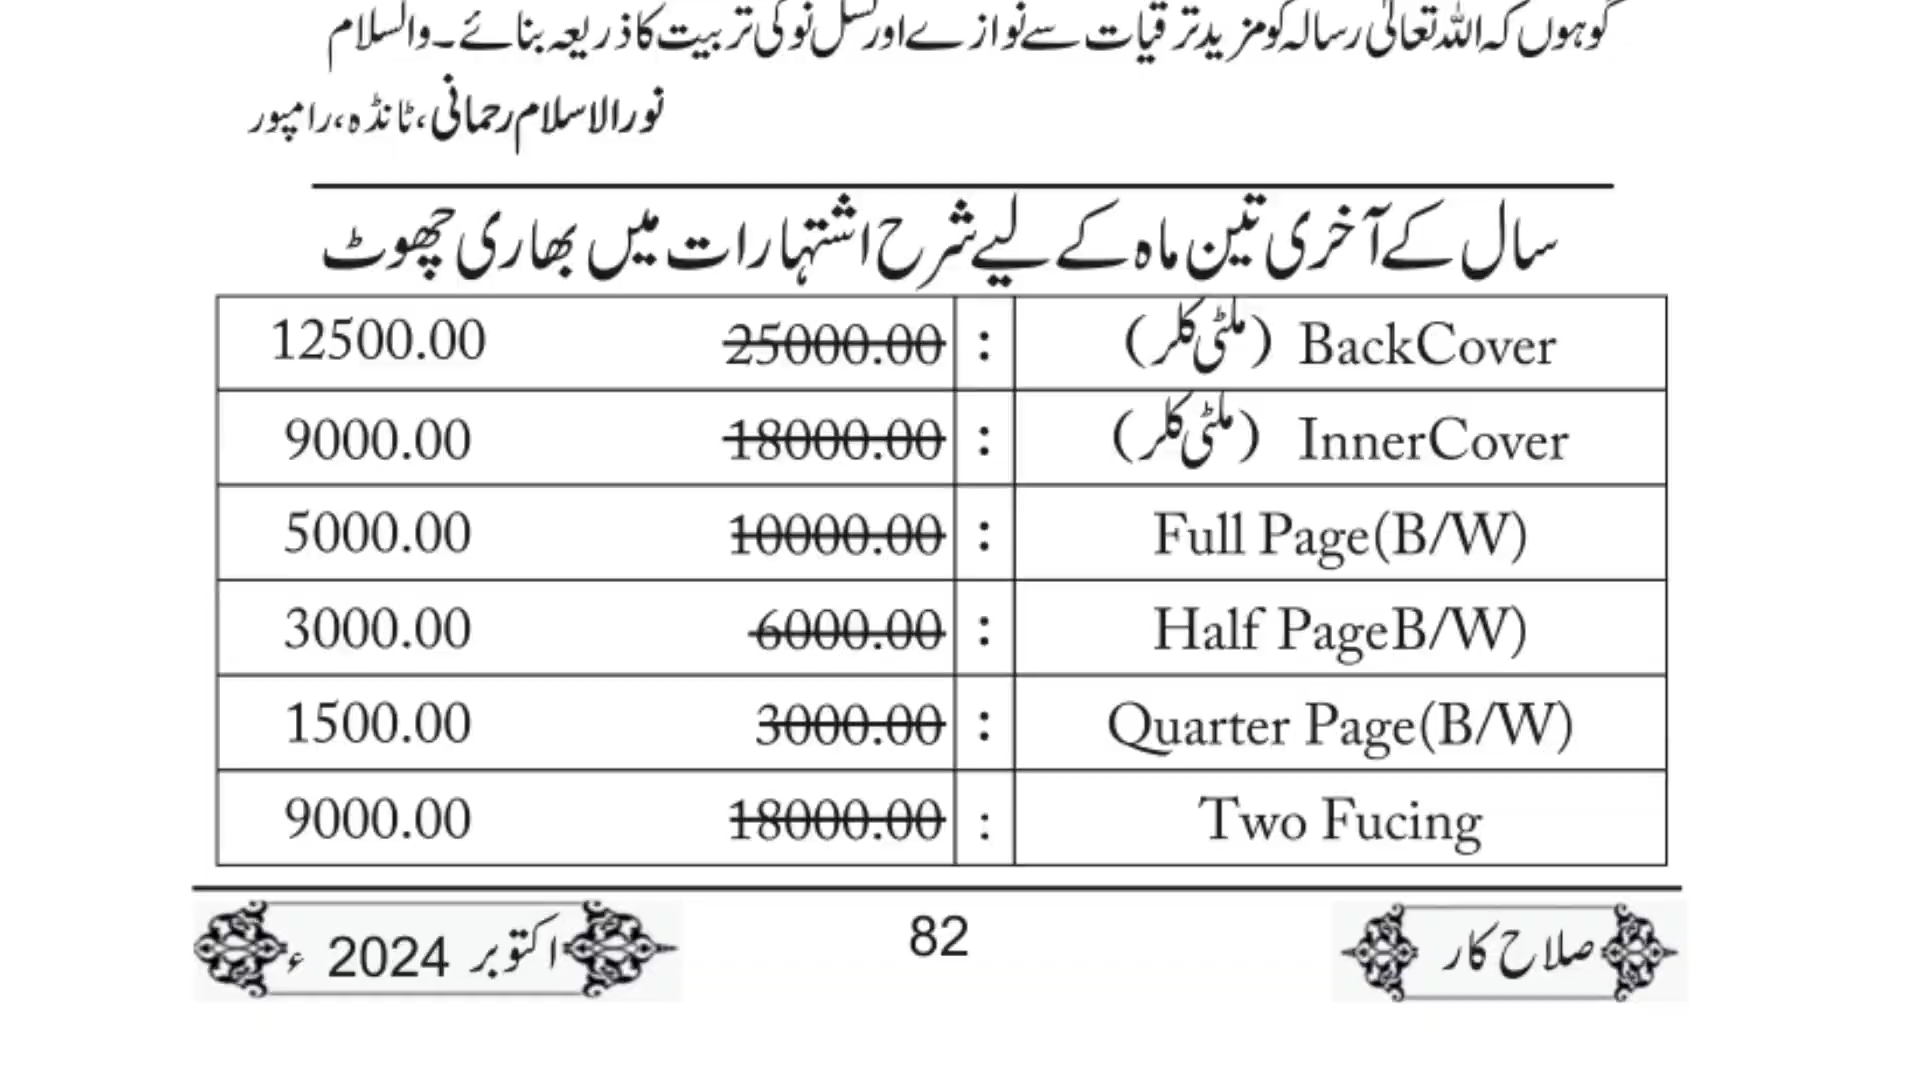 گو ہوں کہ اللہ تعالیٰ رسالہ کو مزید ترقیات سے نوازے اور نسل نو کی تربیت کا ذریعہ بنائے۔ والسلام
نور الاسلام رحمانی، ٹانڈہ، رامپور
سال کے آخری تین ماہ کے لیے شرح اشتہارات میں بھاری چھوٹ
BackCover (ملٹی کلر) : 25000.00 12500.00
InnerCover (ملٹی کلر) : 18000.00 9000.00
Full Page(B/W) : 10000.00 5000.00
Half PageB/W) : 6000.00 3000.00
Quarter Page(B/W) : 3000.00 1500.00
Two Fucing : 18000.00 9000.00
صلاح کار 82 اکتوبر 2024 ء